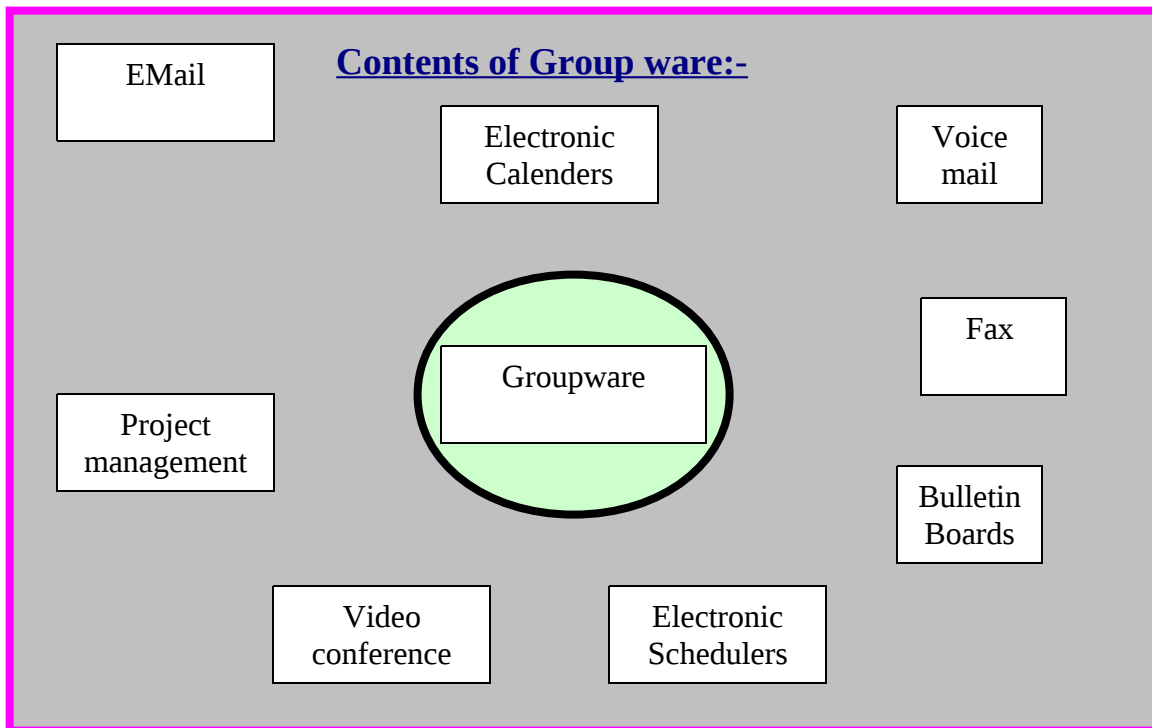 EMail
Contents of Group ware:-
Electronic
Calenders
Voice
mail
Fax
Groupware
Project
management
Bulletin
Boards
Video
conference
Electronic
Schedulers